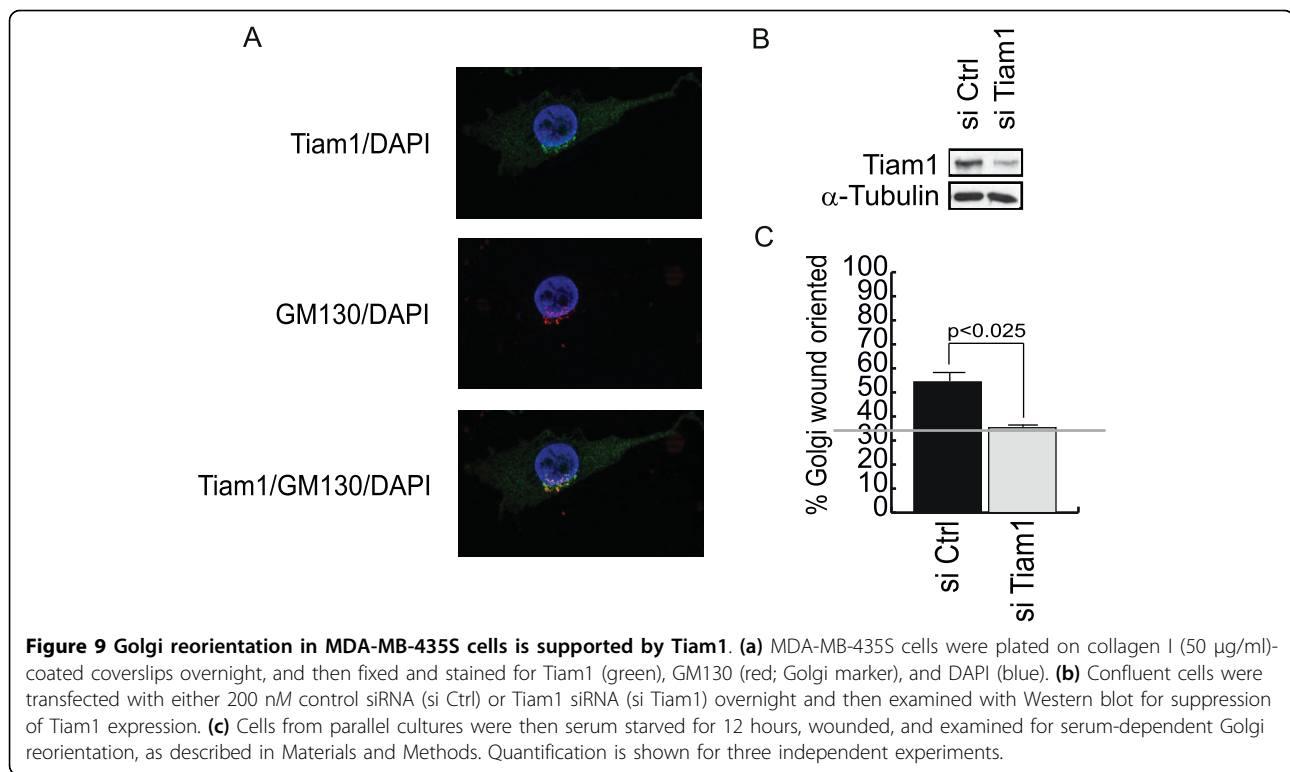 A
Tiam1/DAPI
GM130/DAPI
Tiam1/GM130/DAPI
B
si Ctrl
si Tiam1
Tiam1
α-Tubulin
C
% Golgi wound oriented
100
90
80
70
60
50
40
30
20
10
0
p<0.025
si Ctrl
si Tiam1
Figure 9 Golgi reorientation in MDA-MB-435S cells is supported by Tiam1. (a) MDA-MB-435S cells were plated on collagen I (50 μg/ml)-
coated coverslips overnight, and then fixed and stained for Tiam1 (green), GM130 (red; Golgi marker), and DAPI (blue). (b) Confluent cells were
transfected with either 200 nM control siRNA (si Ctrl) or Tiam1 siRNA (si Tiam1) overnight and then examined with Western blot for suppression
of Tiam1 expression. (c) Cells from parallel cultures were then serum starved for 12 hours, wounded, and examined for serum-dependent Golgi
reorientation, as described in Materials and Methods. Quantification is shown for three independent experiments.